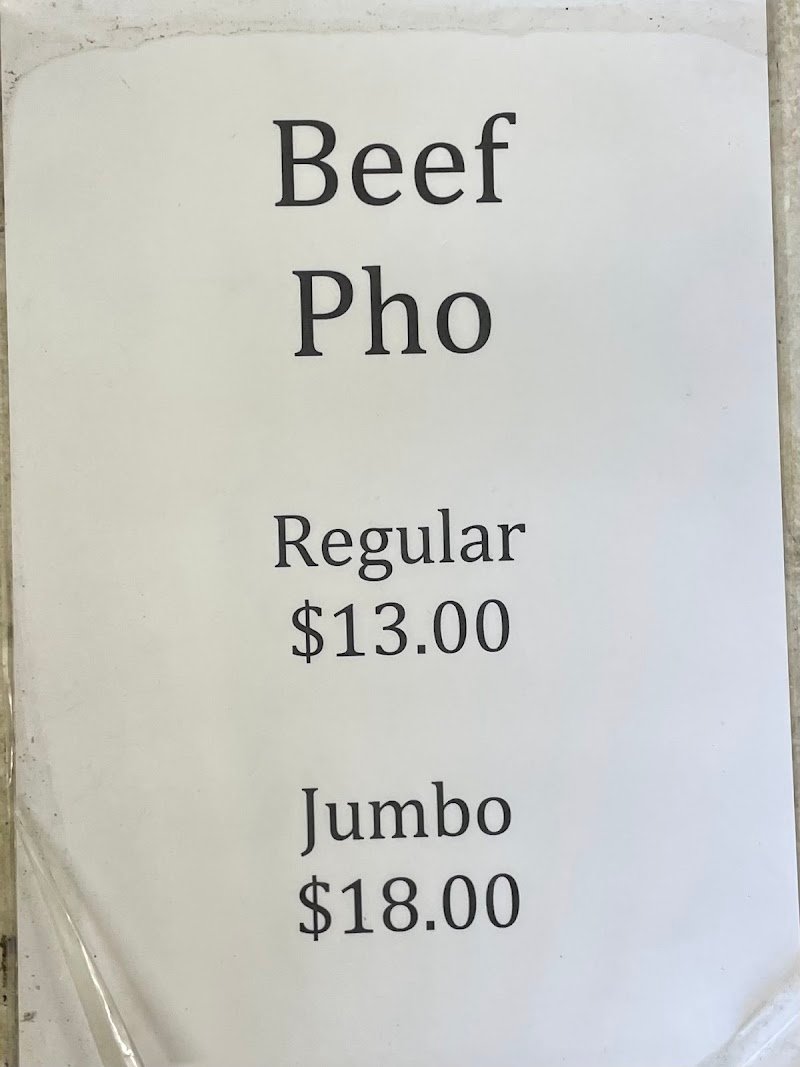 Beef
Pho
Regular
$13.00
Jumbo
$18.00